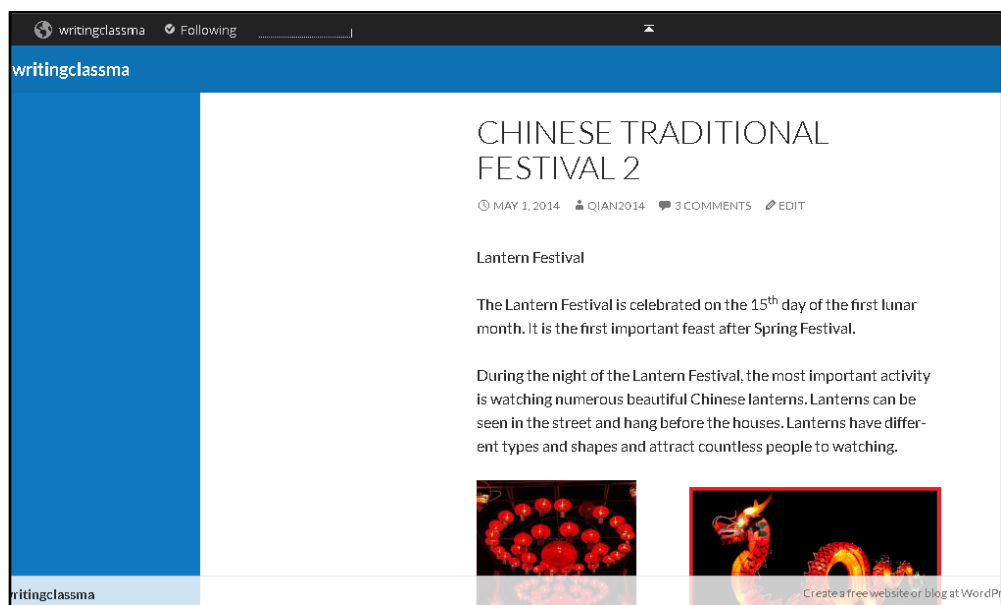 writingclassma Following
writingclassma
CHINESE TRADITIONAL
FESTIVAL 2
MAY 1, 2014 QIAN2014 3 COMMENTS EDIT
Lantern Festival
The Lantern Festival is celebrated on the 15th day of the first lunar
month. It is the first important feast after Spring Festival.
During the night of the Lantern Festival, the most important activity
is watching numerous beautiful Chinese lanterns. Lanterns can be
seen in the street and hang before the houses. Lanterns have differ-
ent types and shapes and attract countless people to watching.
ritingclassma Create a free website or blog at WordPr